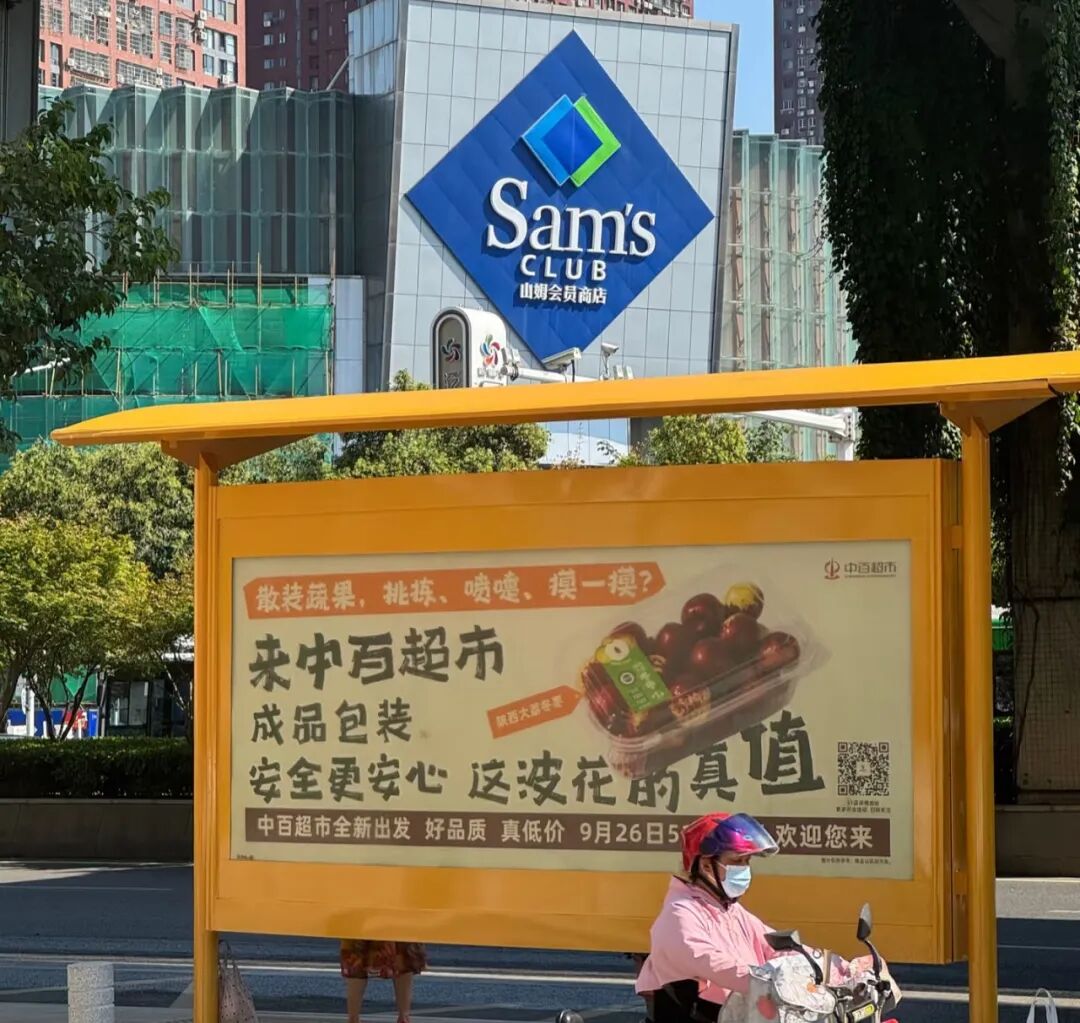 Sam's
CLUB
山姆会员商店
散装蔬果，挑拣、喷嚏、摸一摸？
中百超市
来中百超市
成品包装
陕西大荔冬枣
安全更安心 这波花的真值
中百超市全新出发 好品质 真低价 9月26日5
欢迎您来